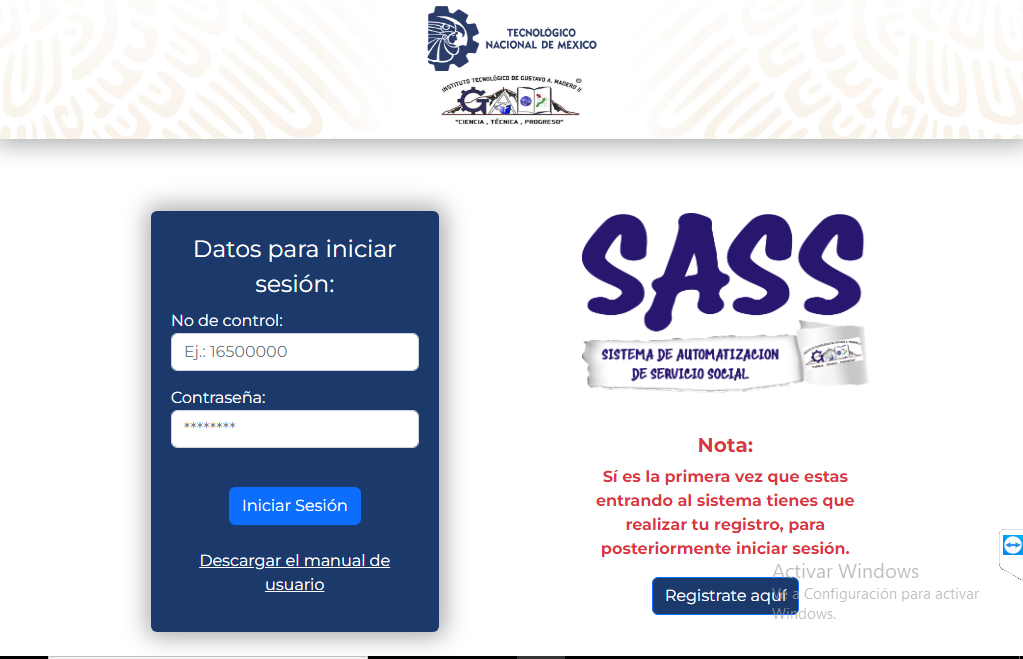 TECNOLÓGICO
NACIONAL DE MÉXICO
INSTITUTO TECNOLÓGICO DE GUSTAVO A. MADERO II
"CIENCIA , TÉCNICA , PROGRESO"
Datos para iniciar
sesión:
No de control:
Ej.: 16500000
Contraseña:
********
Iniciar Sesión
Descargar el manual de
usuario
SASS
SISTEMA DE AUTOMATIZACION
DE SERVICIO SOCIAL
Nota:
Sí es la primera vez que estas
entrando al sistema tienes que
realizar tu registro, para
posteriormente iniciar sesión.
Registrate aquí
Activar Windows
Ve a Configuración para activar
Windows.